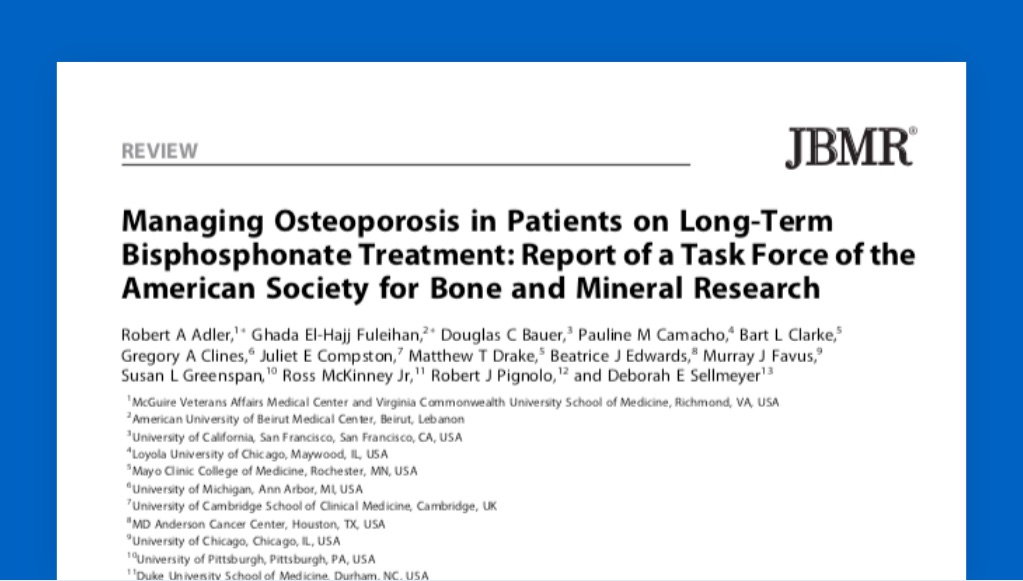 REVIEW
JBMR®
Managing Osteoporosis in Patients on Long-Term
Bisphosphonate Treatment: Report of a Task Force of the
American Society for Bone and Mineral Research
Robert A Adler,¹* Ghada El-Hajj Fuleihan,²* Douglas C Bauer,³ Pauline M Camacho,⁴ Bart L Clarke,⁵
Gregory A Clines,⁶ Juliet E Compston,⁷ Matthew T Drake,⁵ Beatrice J Edwards,⁸ Murray J Favus,⁹
Susan L Greenspan,¹⁰ Ross McKinney Jr,¹¹ Robert J Pignolo,¹² and Deborah E Sellmeyer¹³
¹McGuire Veterans Affairs Medical Center and Virginia Commonwealth University School of Medicine, Richmond, VA, USA
²American University of Beirut Medical Center, Beirut, Lebanon
³University of California, San Francisco, San Francisco, CA, USA
⁴Loyola University of Chicago, Maywood, IL, USA
⁵Mayo Clinic College of Medicine, Rochester, MN, USA
⁶University of Michigan, Ann Arbor, MI, USA
⁷University of Cambridge School of Clinical Medicine, Cambridge, UK
⁸MD Anderson Cancer Center, Houston, TX, USA
⁹University of Chicago, Chicago, IL, USA
¹⁰University of Pittsburgh, Pittsburgh, PA, USA
¹¹Duke University School of Medicine, Durham, NC, USA